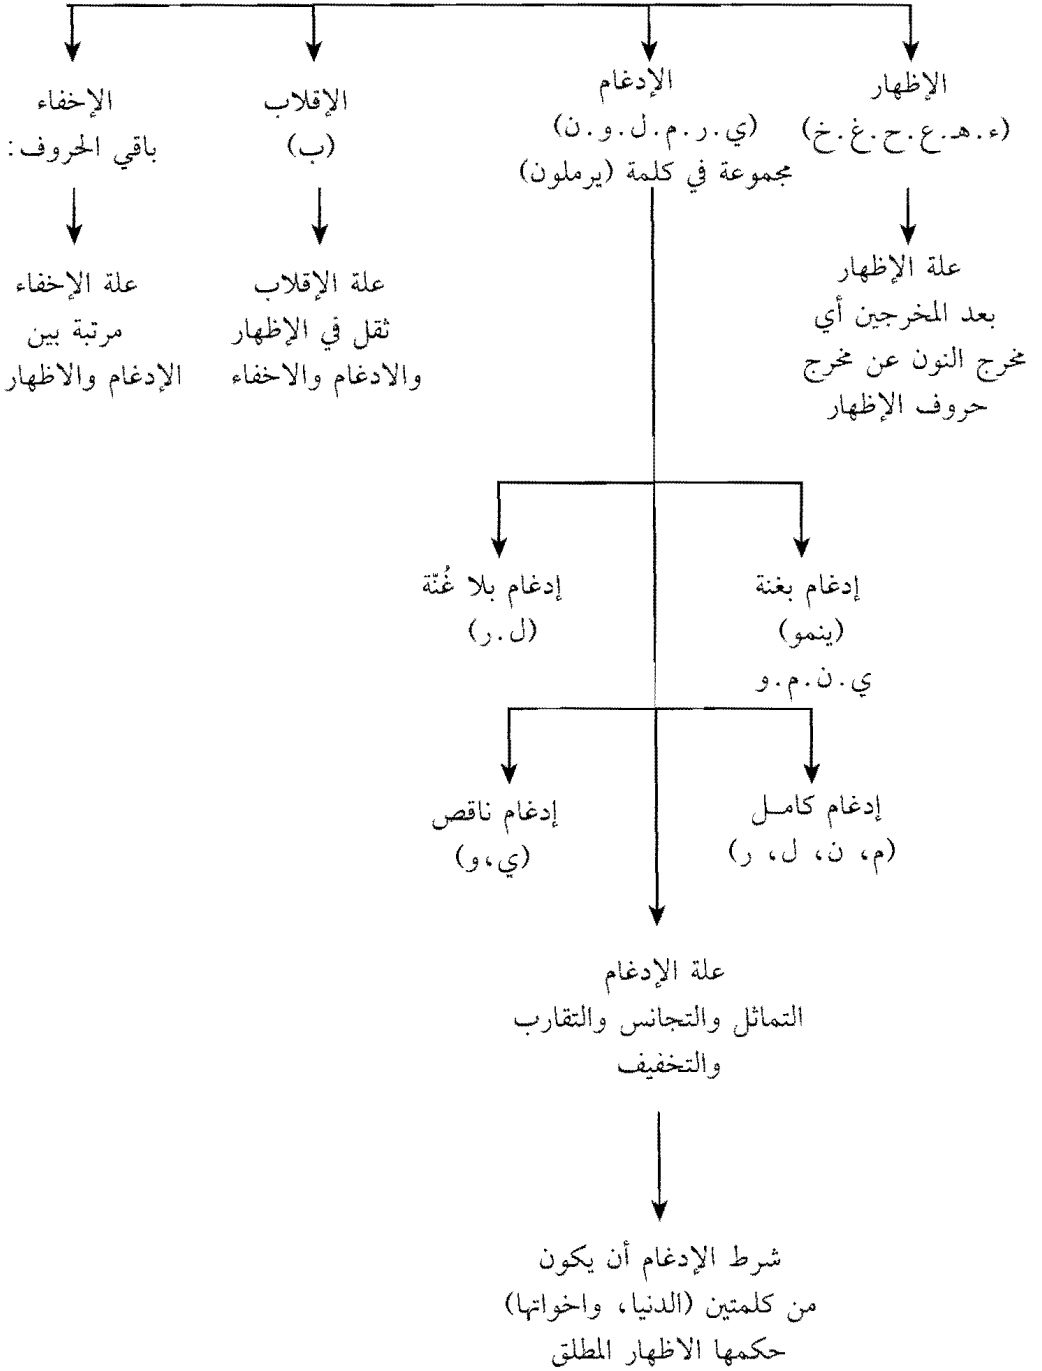 الإظهار
(ء.هـ.ع.ح.غ.خ)
علة الإظهار
بعد المخرجين أي
مخرج النون عن مخرج
حروف الإظهار
الإدغام
(ي.ر.م.ل.و.ن)
مجموعة في كلمة (يرملون)
الإقلاب
(ب)
علة الإقلاب
ثقل في الإظهار
والادغام والاخفاء
الإخفاء
باقي الحروف:
علة الإخفاء
مرتبة بين
الإدغام والاظهار
إدغام بغنة
(ينمو)
ي.ن.م.و
إدغام بلا غُنّة
(ل.ر)
إدغام كامـل
(م، ن، ل، ر)
إدغام ناقص
(ي،و)
علة الإدغام
التماثل والتجانس والتقارب
والتخفيف
شرط الإدغام أن يكون
من كلمتين (الدنيا، واخواتها)
حكمها الاظهار المطلق